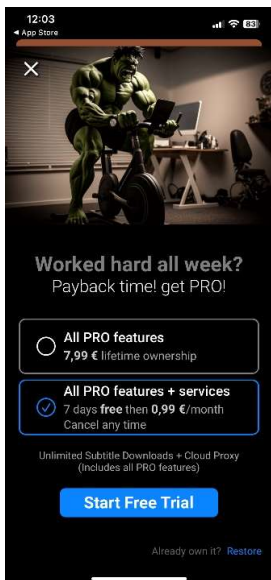 12:03
83
◀ App Store
Worked hard all week?
Payback time! get PRO!
All PRO features
7,99 € lifetime ownership
All PRO features + services
7 days free then 0,99 €/month
Cancel any time
Unlimited Subtitle Downloads + Cloud Proxy
(Includes all PRO features)
Start Free Trial
Already own it? Restore